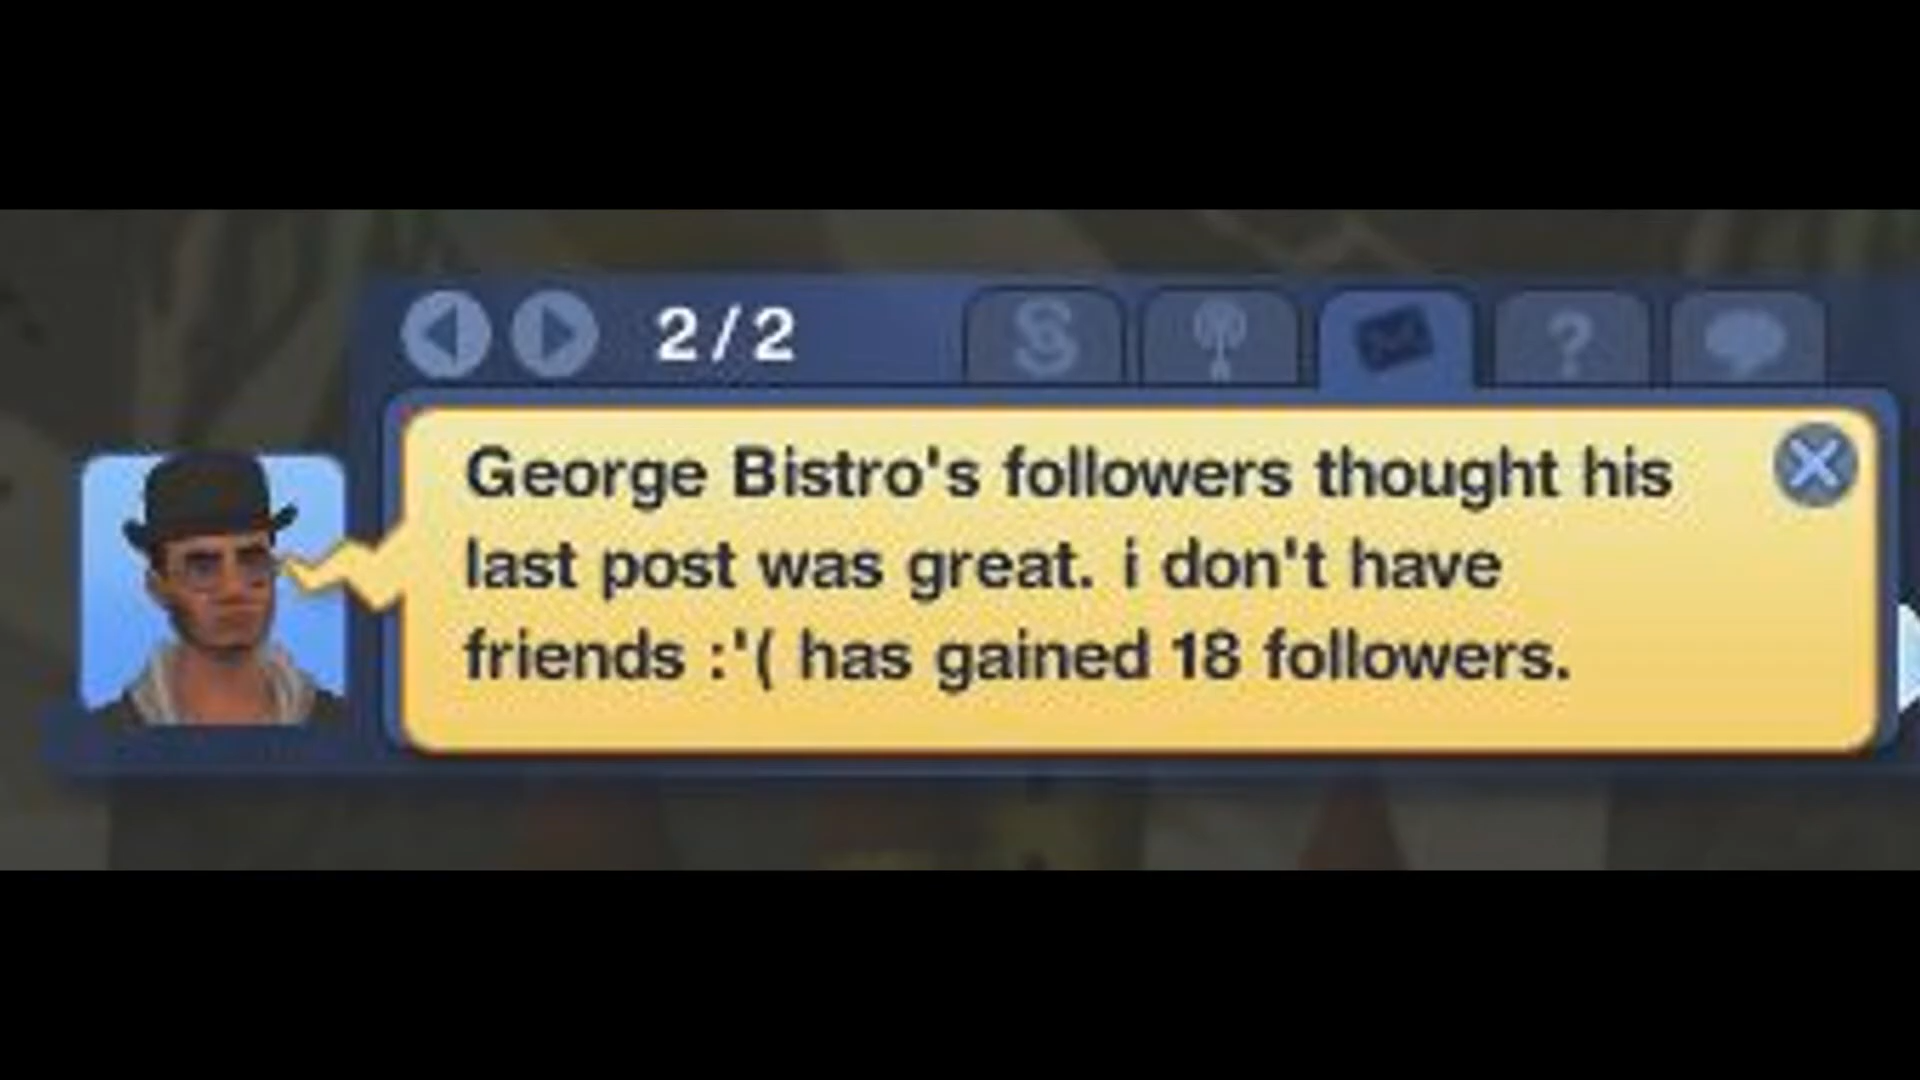 2/2
George Bistro's followers thought his
last post was great. i don't have
friends :'( has gained 18 followers.